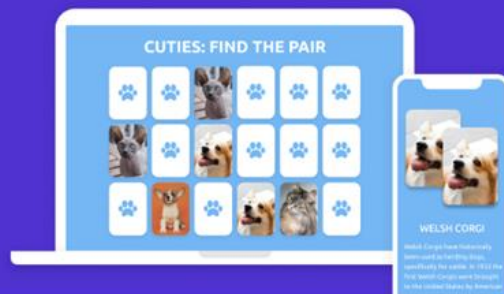 CUTIES: FIND THE PAIR
WELSH CORGI
Welsh Corgis have historically
been used as herding dogs,
specifically for cattle. In 1933 the
first Welsh Corgis were brought
to the United States by American